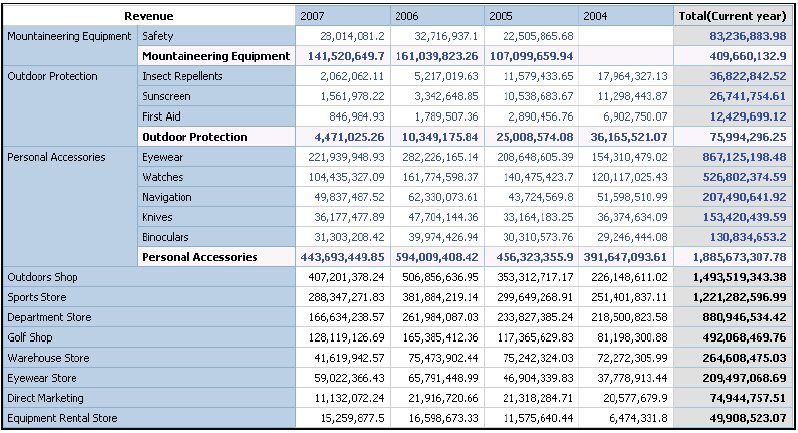 Revenue 2007 2006 2005 2004 Total(Current year)
Mountaineering Equipment Safety 28,014,081.2 32,716,937.1 22,505,865.68 83,236,883.98
Mountaineering Equipment 141,520,649.7 161,039,823.26 107,099,659.94 409,660,132.9
Outdoor Protection Insect Repellents 2,062,062.11 5,217,019.63 11,579,433.65 17,964,327.13 36,822,842.52
Sunscreen 1,561,978.22 3,342,648.85 10,538,683.67 11,298,443.87 26,741,754.61
First Aid 846,984.93 1,789,507.36 2,890,456.76 6,902,750.07 12,429,699.12
Outdoor Protection 4,471,025.26 10,349,175.84 25,008,574.08 36,165,521.07 75,994,296.25
Personal Accessories Eyewear 221,939,948.93 282,226,165.14 208,648,605.39 154,310,479.02 867,125,198.48
Watches 104,435,327.09 161,774,598.37 140,475,423.7 120,117,025.43 526,802,374.59
Navigation 49,837,487.52 62,330,073.61 43,724,569.8 51,598,510.99 207,490,641.92
Knives 36,177,477.89 47,704,144.36 33,164,183.25 36,374,634.09 153,420,439.59
Binoculars 31,303,208.42 39,974,426.94 30,310,573.76 29,246,444.08 130,834,653.2
Personal Accessories 443,693,449.85 594,009,408.42 456,323,355.9 391,647,093.61 1,885,673,307.78
Outdoors Shop 407,201,378.24 506,856,636.95 353,312,717.17 226,148,611.02 1,493,519,343.38
Sports Store 288,347,271.83 381,884,219.14 299,649,268.91 251,401,837.11 1,221,282,596.99
Department Store 166,634,238.57 261,984,087.03 233,827,385.24 218,500,823.58 880,946,534.42
Golf Shop 128,119,126.69 165,385,412.36 117,365,629.83 81,198,300.88 492,068,469.76
Warehouse Store 41,619,942.57 75,473,902.44 75,242,324.03 72,272,305.99 264,608,475.03
Eyewear Store 59,022,366.43 65,791,448.99 46,904,339.83 37,778,913.44 209,497,068.69
Direct Marketing 11,132,072.24 21,916,720.66 21,318,284.71 20,577,679.9 74,944,757.51
Equipment Rental Store 15,259,877.5 16,598,673.33 11,575,640.44 6,474,331.8 49,908,523.07